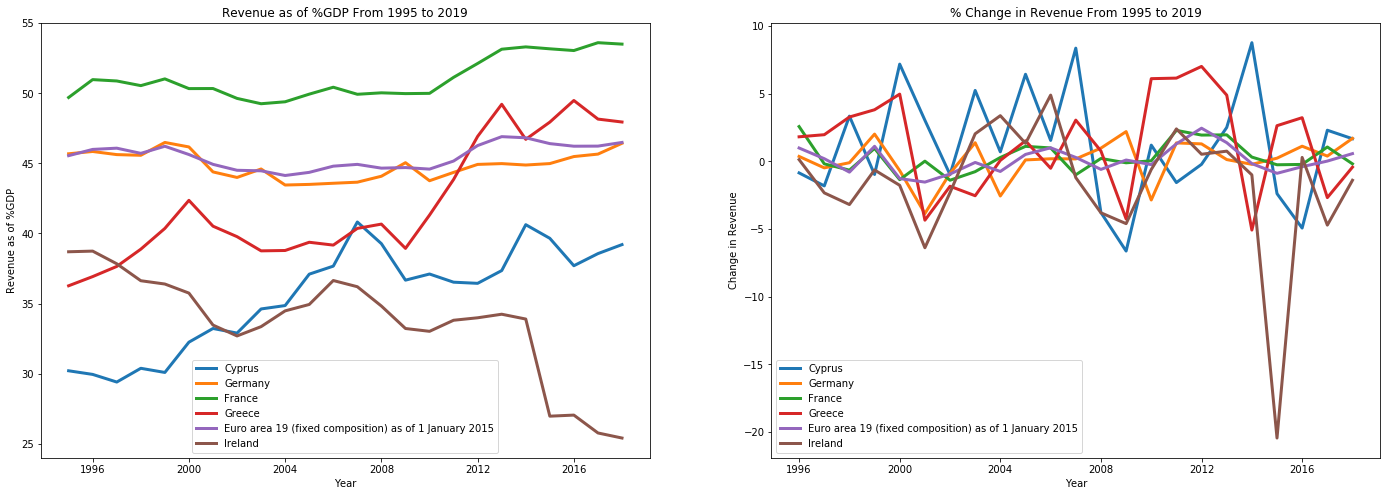 Revenue as of %GDP From 1995 to 2019
55
50
45
40
35
30
25
Revenue as of %GDP
1996
2000
2004
2008
2012
2016
Year
Cyprus
Germany
France
Greece
Euro area 19 (fixed composition) as of 1 January 2015
Ireland
% Change in Revenue From 1995 to 2019
10
5
0
−5
−10
−15
−20
Change in Revenue
1996
2000
2004
2008
2012
2016
Year
Cyprus
Germany
France
Greece
Euro area 19 (fixed composition) as of 1 January 2015
Ireland